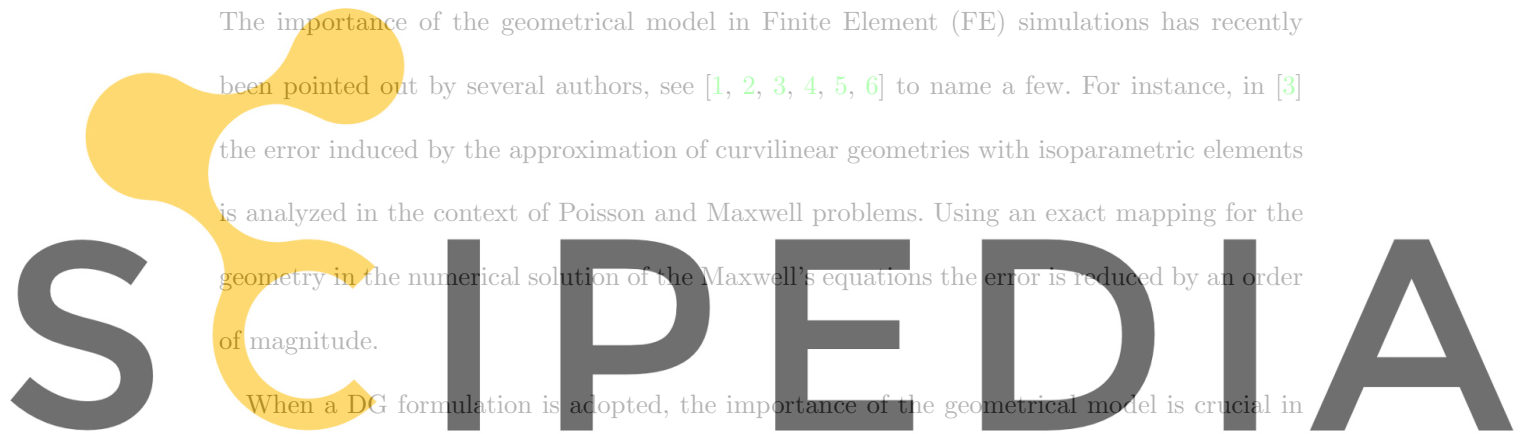 The importance of the geometrical model in Finite Element (FE) simulations has recently
been pointed out by several authors, see [1, 2, 3, 4, 5, 6] to name a few. For instance, in [3]
the error induced by the approximation of curvilinear geometries with isoparametric elements
is analyzed in the context of Poisson and Maxwell problems. Using an exact mapping for the
geometry in the numerical solution of the Maxwell's equations the error is reduced by an order
of magnitude.
When a DG formulation is adopted, the importance of the geometrical model is crucial in
SCIPEDIA